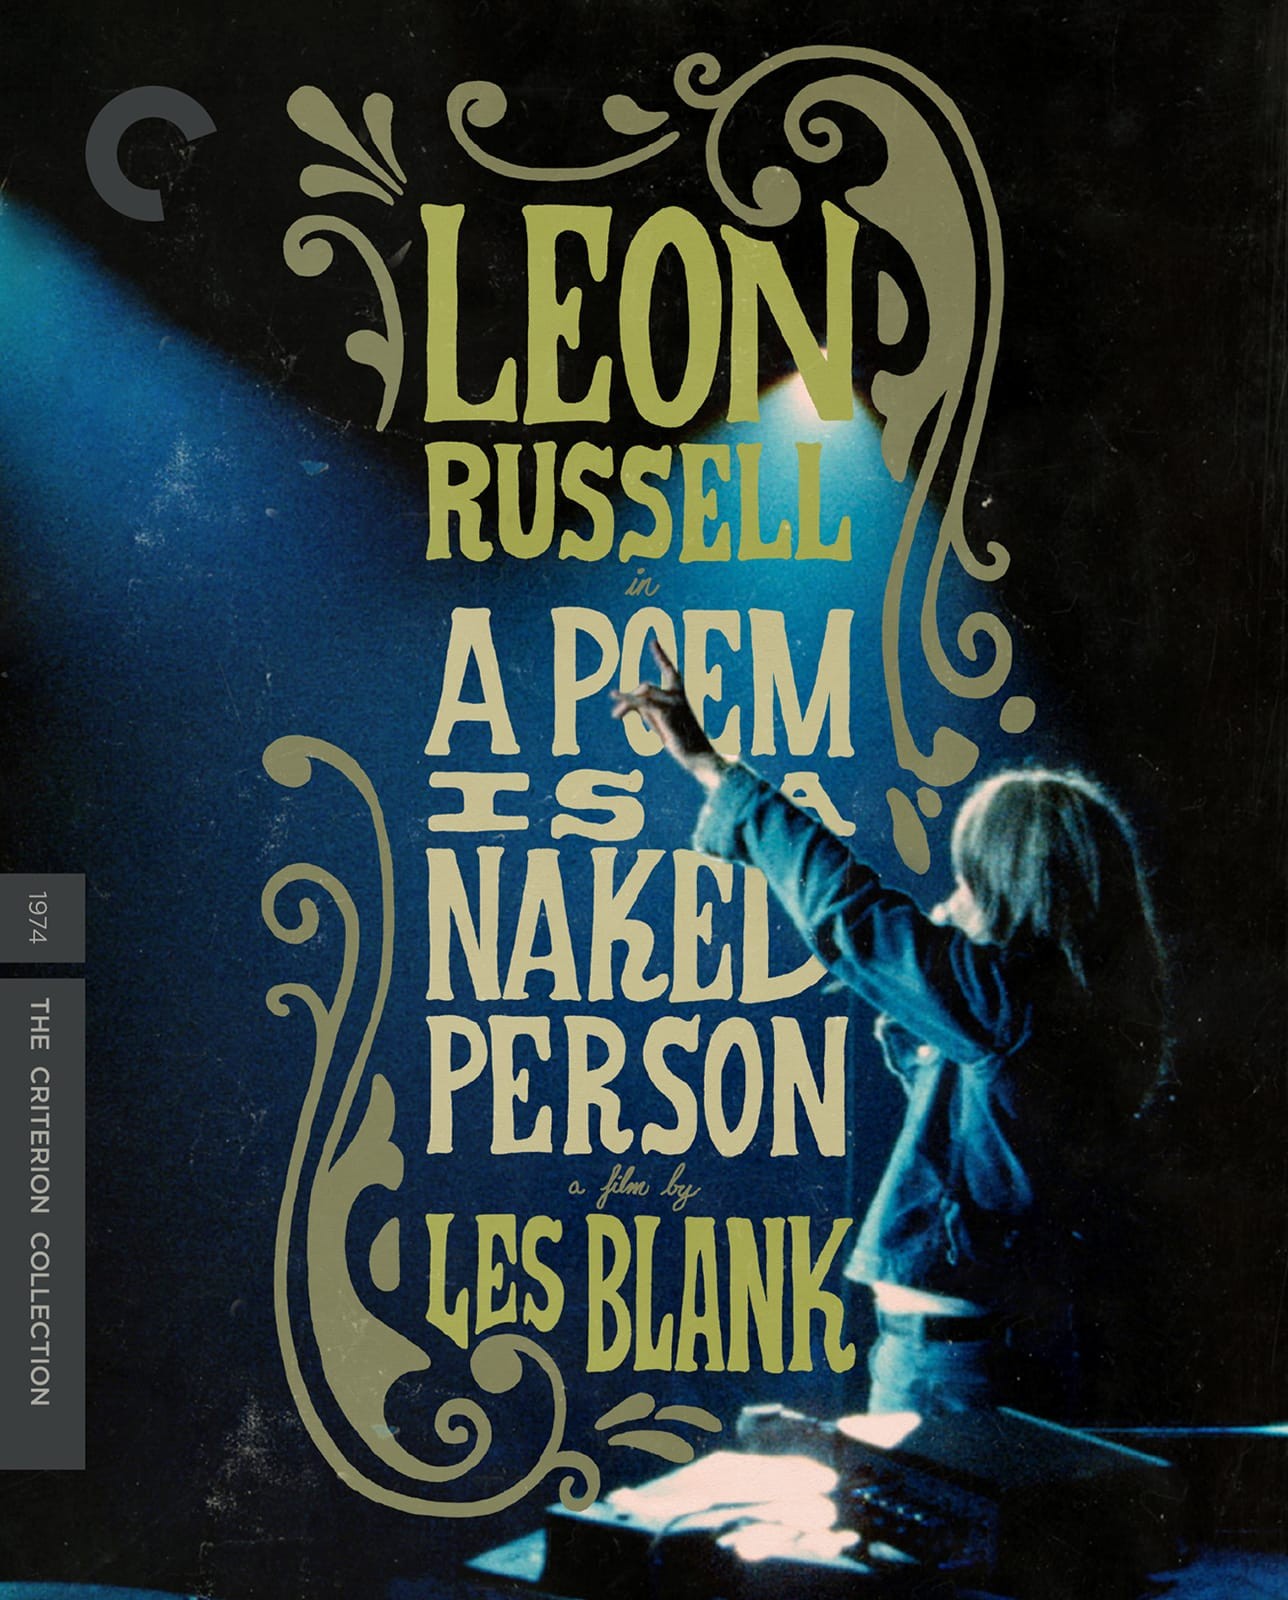 LEON
RUSSELL
in
A POEM
IS A
NAKED
PERSON
a film by
LES BLANK
1974
THE CRITERION COLLECTION